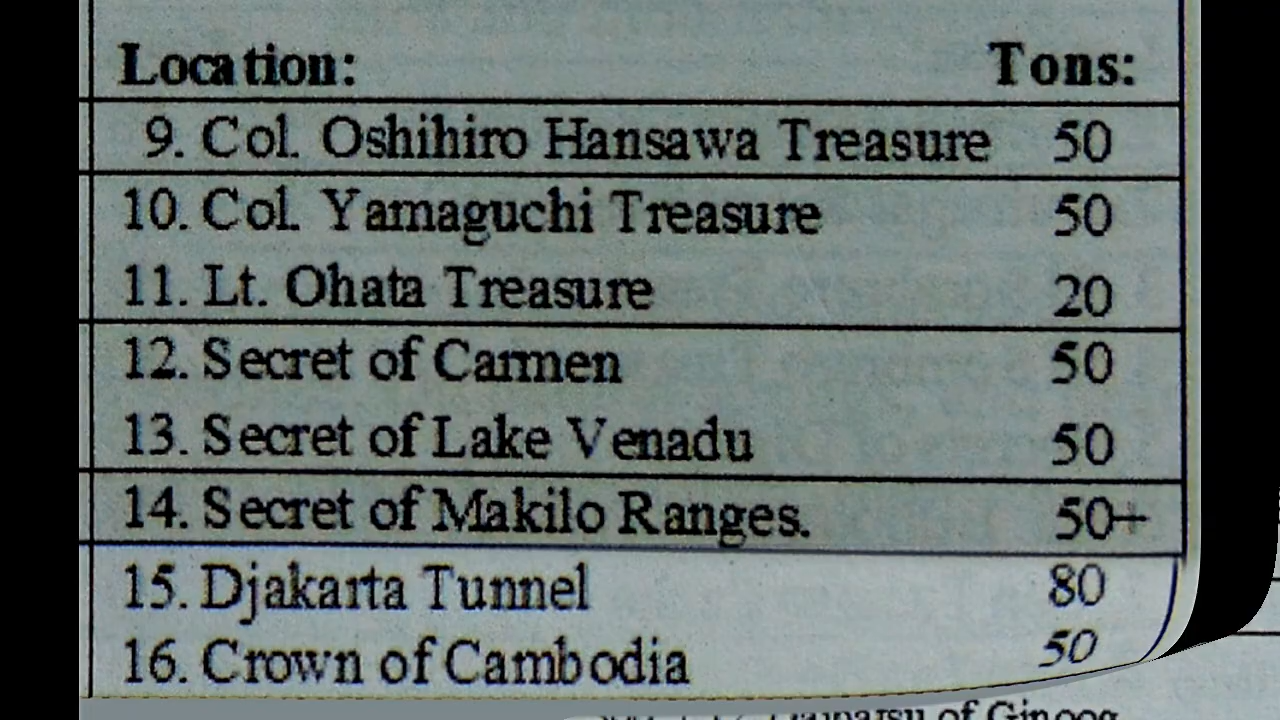 Location: Tons:
9. Col. Oshihiro Hansawa Treasure 50
10. Col. Yamaguchi Treasure 50
11. Lt. Ohata Treasure 20
12. Secret of Carmen 50
13. Secret of Lake Venadu 50
14. Secret of Makilo Ranges. 50+
15. Djakarta Tunnel 80
16. Crown of Cambodia 50
of Ginoog